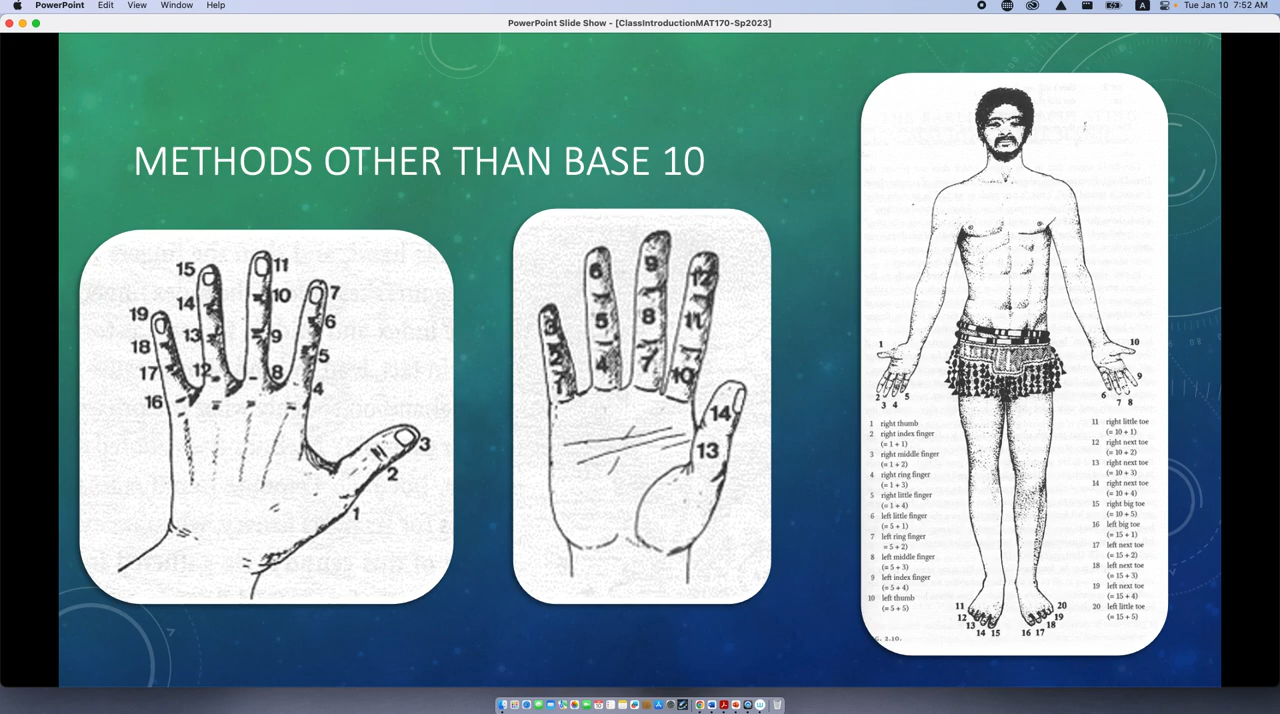 PowerPoint Edit View Window Help
A Tue Jan 10 7:52 AM
PowerPoint Slide Show - [ClassIntroductionMAT170-Sp2023]
METHODS OTHER THAN BASE 10
15
11
14
10
7
19
13
9
6
18
5
17
12
8
4
16
3
2
1
6
9
12
3
5
8
11
2
1
4
7
10
14
13
1
2
3
4
5
10
9
8
7
6
1 right thumb
2 right index finger
(= 1 + 1)
3 right middle finger
(= 1 + 2)
4 right ring finger
(= 1 + 3)
5 right little finger
(= 1 + 4)
6 left little finger
(= 5 + 1)
7 left ring finger
= 5 + 2)
8 left middle finger
(= 5 + 3)
9 left index finger
(= 5 + 4)
10 left thumb
(= 5 + 5)
11 right little toe
(= 10 + 1)
12 right next toe
(= 10 + 2)
13 right next toe
(= 10 + 3)
14 right next toe
(= 10 + 4)
15 right big toe
(= 10 + 5)
16 left big toe
(= 15 + 1)
17 left next toe
(= 15 + 2)
18 left next toe
(= 15 + 3)
19 left next toe
(= 15 + 4)
20 left little toe
(= 15 + 5)
11
12
13
14 15
20
19
18
16 17
G. 2.10.